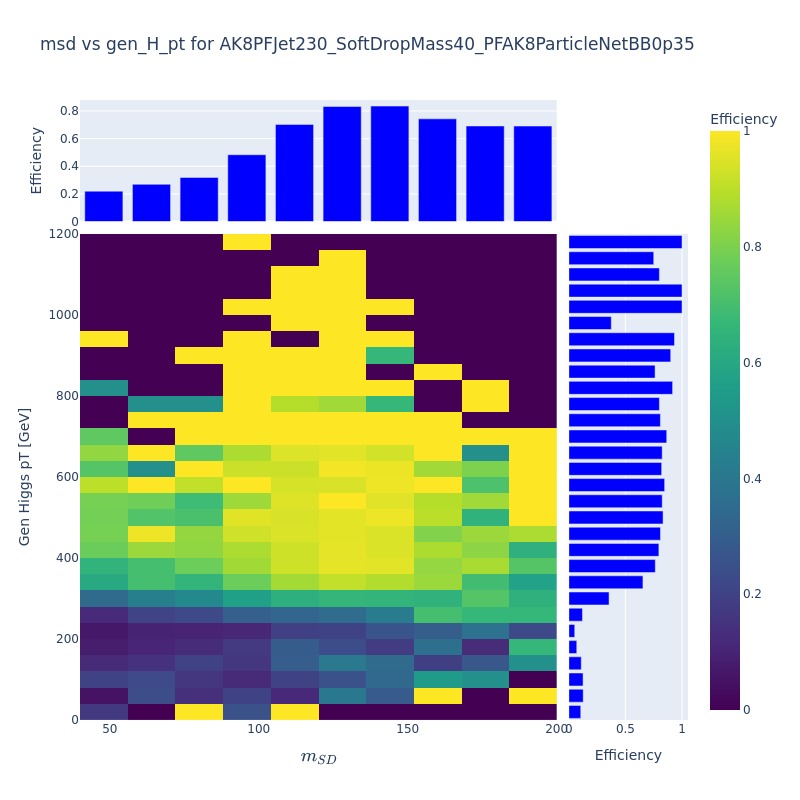 msd vs gen_H_pt for AK8PFJet230_SoftDropMass40_PFAK8ParticleNetBB0p35
Efficiency
0.8
0.6
0.4
0.2
0
Efficiency
1
0.8
0.6
0.4
0.2
0
Gen Higgs pT [GeV]
1200
1000
800
600
400
200
0
50 100 150 200
m_SD
0 0.5 1
Efficiency